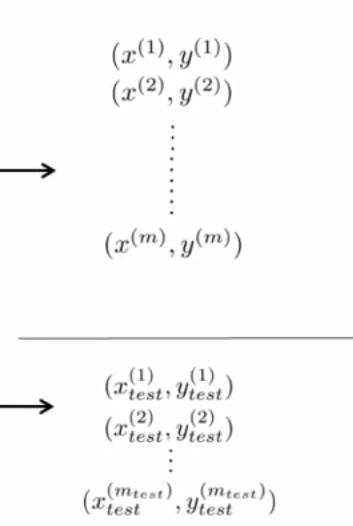 (x^{(1)}, y^{(1)})
(x^{(2)}, y^{(2)})
⋮
(x^{(m)}, y^{(m)})
(x_{test}^{(1)}, y_{test}^{(1)})
(x_{test}^{(2)}, y_{test}^{(2)})
⋮
(x_{test}^{(m_{test})}, y_{test}^{(m_{test})})